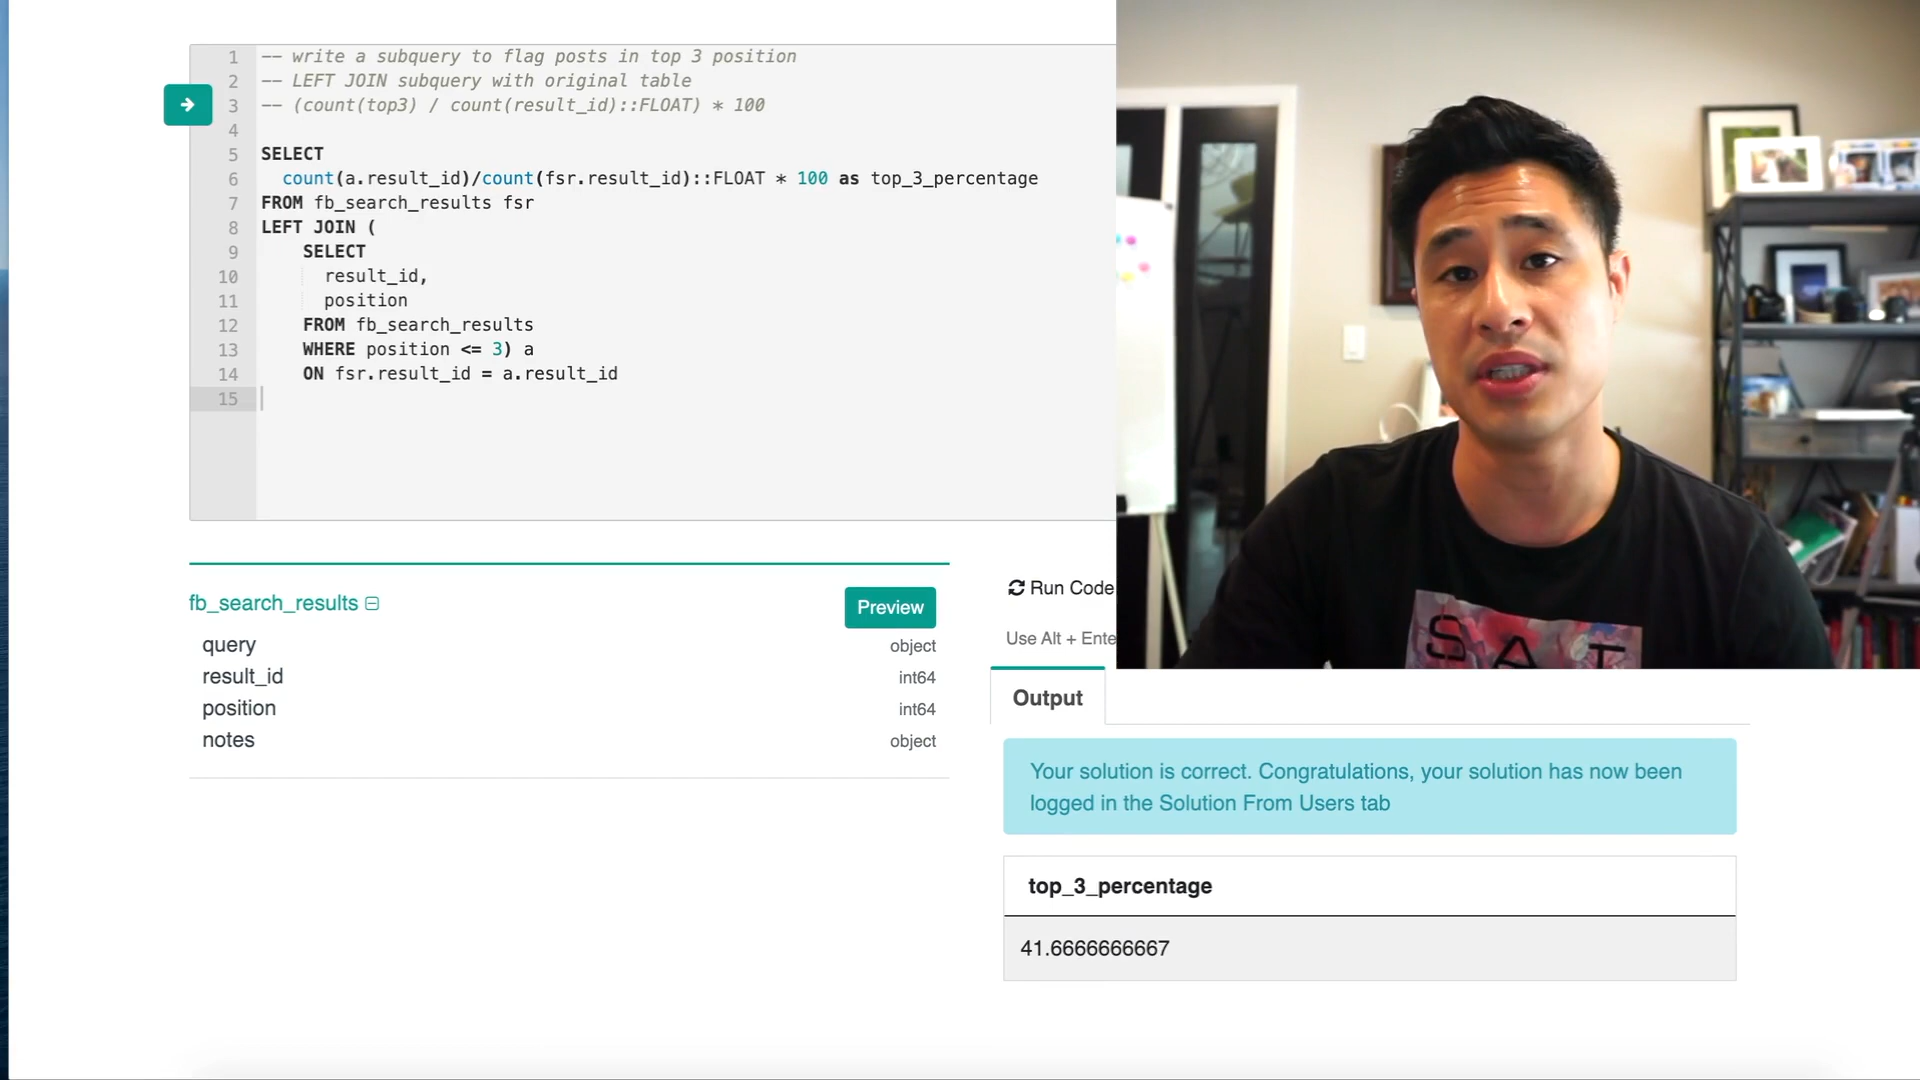 1 -- write a subquery to flag posts in top 3 position
2 -- LEFT JOIN subquery with original table
3 -- (count(top3) / count(result_id)::FLOAT) * 100
4
5 SELECT
6 count(a.result_id)/count(fsr.result_id)::FLOAT * 100 as top_3_percentage
7 FROM fb_search_results fsr
8 LEFT JOIN (
9 SELECT
10 result_id,
11 position
12 FROM fb_search_results
13 WHERE position <= 3) a
14 ON fsr.result_id = a.result_id
15
fb_search_results
Preview
query object
result_id int64
position int64
notes object
Run Code
Use Alt + Ente
Output
Your solution is correct. Congratulations, your solution has now been
logged in the Solution From Users tab
top_3_percentage
41.6666666667
SAT